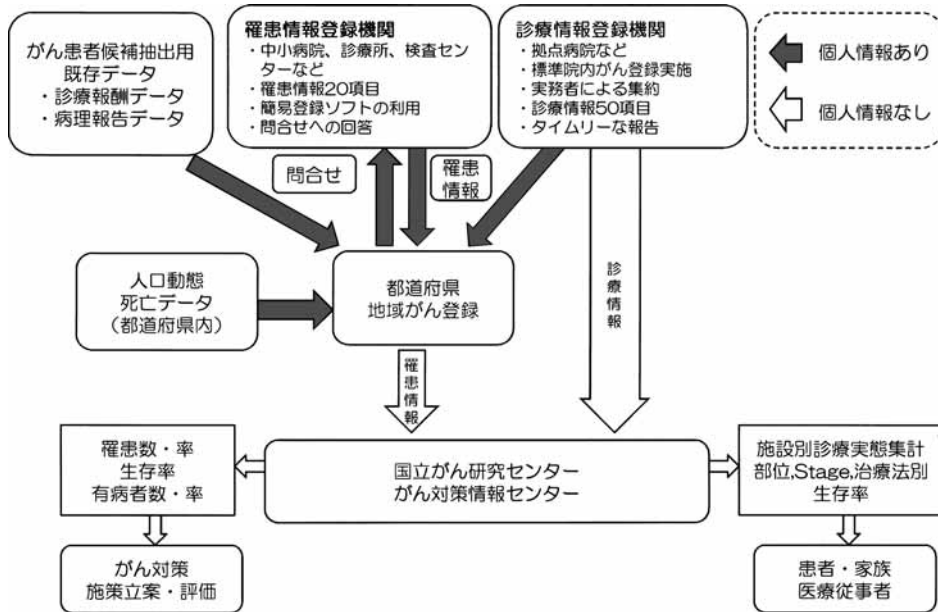 がん患者候補抽出用
既存データ
・診療報酬データ
・病理報告データ
罹患情報登録機関
・中小病院、診療所、検査セン
ターなど
・罹患情報20項目
・簡易登録ソフトの利用
・問合せへの回答
診療情報登録機関
・拠点病院など
・標準院内がん登録実施
・実務者による集約
・診療情報50項目
・タイムリーな報告
個人情報あり
個人情報なし
問合せ
罹患
情報
人口動態
死亡データ
(都道府県内)
都道府県
地域がん登録
診療情報
罹患情報
罹患数・率
生存率
有病者数・率
国立がん研究センター
がん対策情報センター
施設別診療実態集計
部位,Stage,治療法別
生存率
がん対策
施策立案・評価
患者・家族
医療従事者